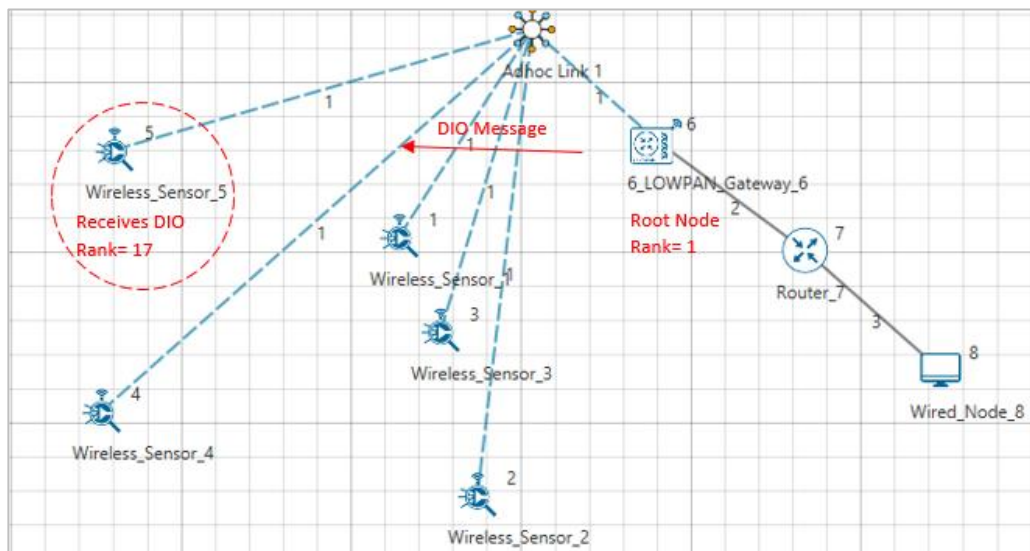 Adhoc Link 1
1
1
5
DIO Message
1
6
Wireless_Sensor_5
6_LOWPAN_Gateway_6
1
2
Receives DIO
Rank= 17
Root Node
Rank= 1
1
1
7
Wireless_Sensor_1
1
Router_7
3
3
Wireless_Sensor_3
8
4
Wired_Node_8
Wireless_Sensor_4
2
Wireless_Sensor_2